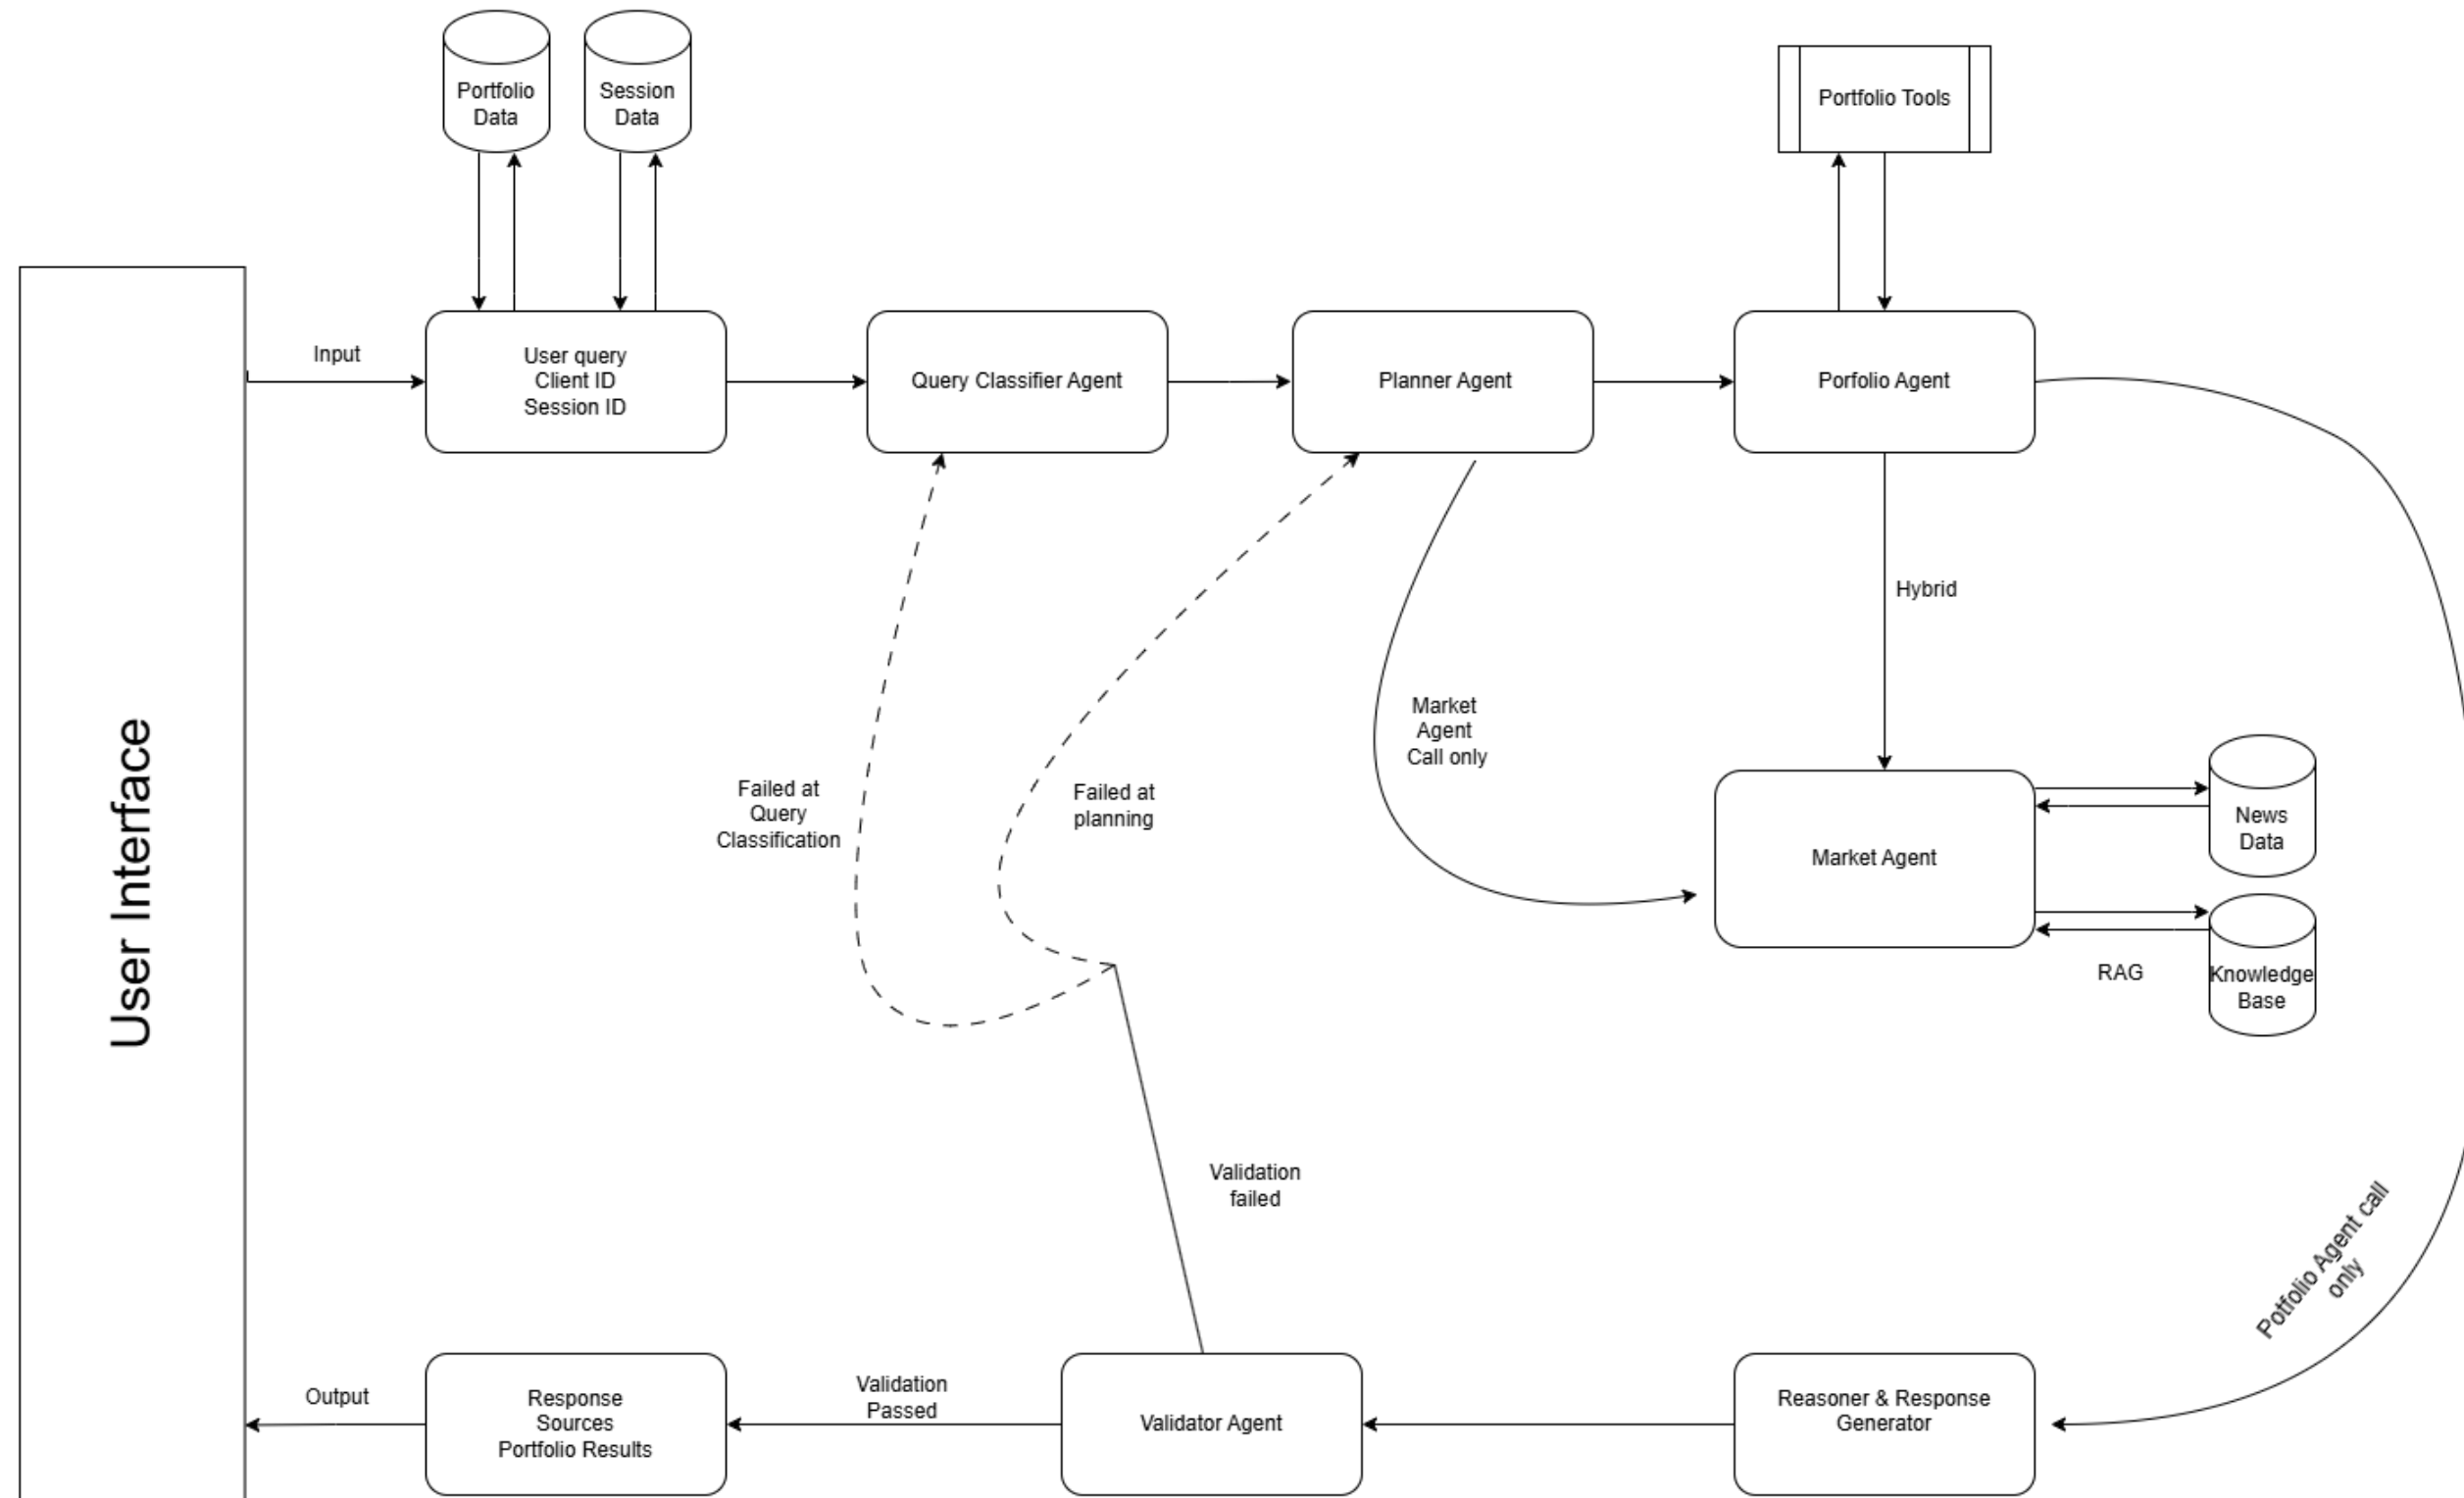 Portfolio
Data
Session
Data
Portfolio Tools
Input
User query
Client ID
Session ID
Query Classifier Agent
Planner Agent
Porfolio Agent
Hybrid
User Interface
Market
Agent
Call only
Failed at
Query
Classification
Failed at
planning
Market Agent
News
Data
RAG
Knowledge
Base
Validation
failed
Potfolio Agent call
only
Output
Response
Sources
Portfolio Results
Validation
Passed
Validator Agent
Reasoner & Response
Generator